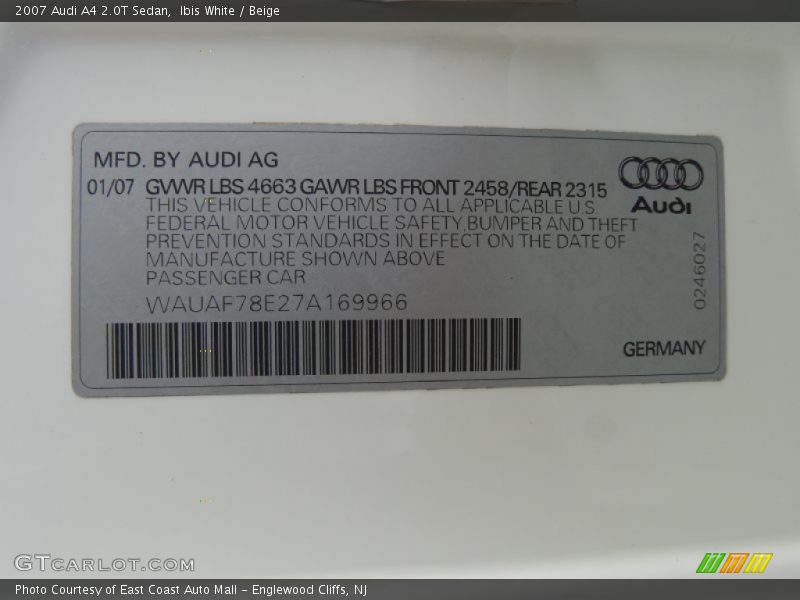 2007 Audi A4 2.0T Sedan,  Ibis White / Beige
MFD. BY AUDI AG
01/07 GVWR LBS 4663 GAWR LBS FRONT 2458/REAR 2315
THIS VEHICLE CONFORMS TO ALL APPLICABLE U.S
FEDERAL MOTOR VEHICLE SAFETY,BUMPER AND THEFT
PREVENTION STANDARDS IN EFFECT ON THE DATE OF
MANUFACTURE SHOWN ABOVE
PASSENGER CAR
WAUAF78E27A169966
Audi
0246027
GERMANY
GTCARLOT.COM
Photo Courtesy of East Coast Auto Mall – Englewood Cliffs, NJ